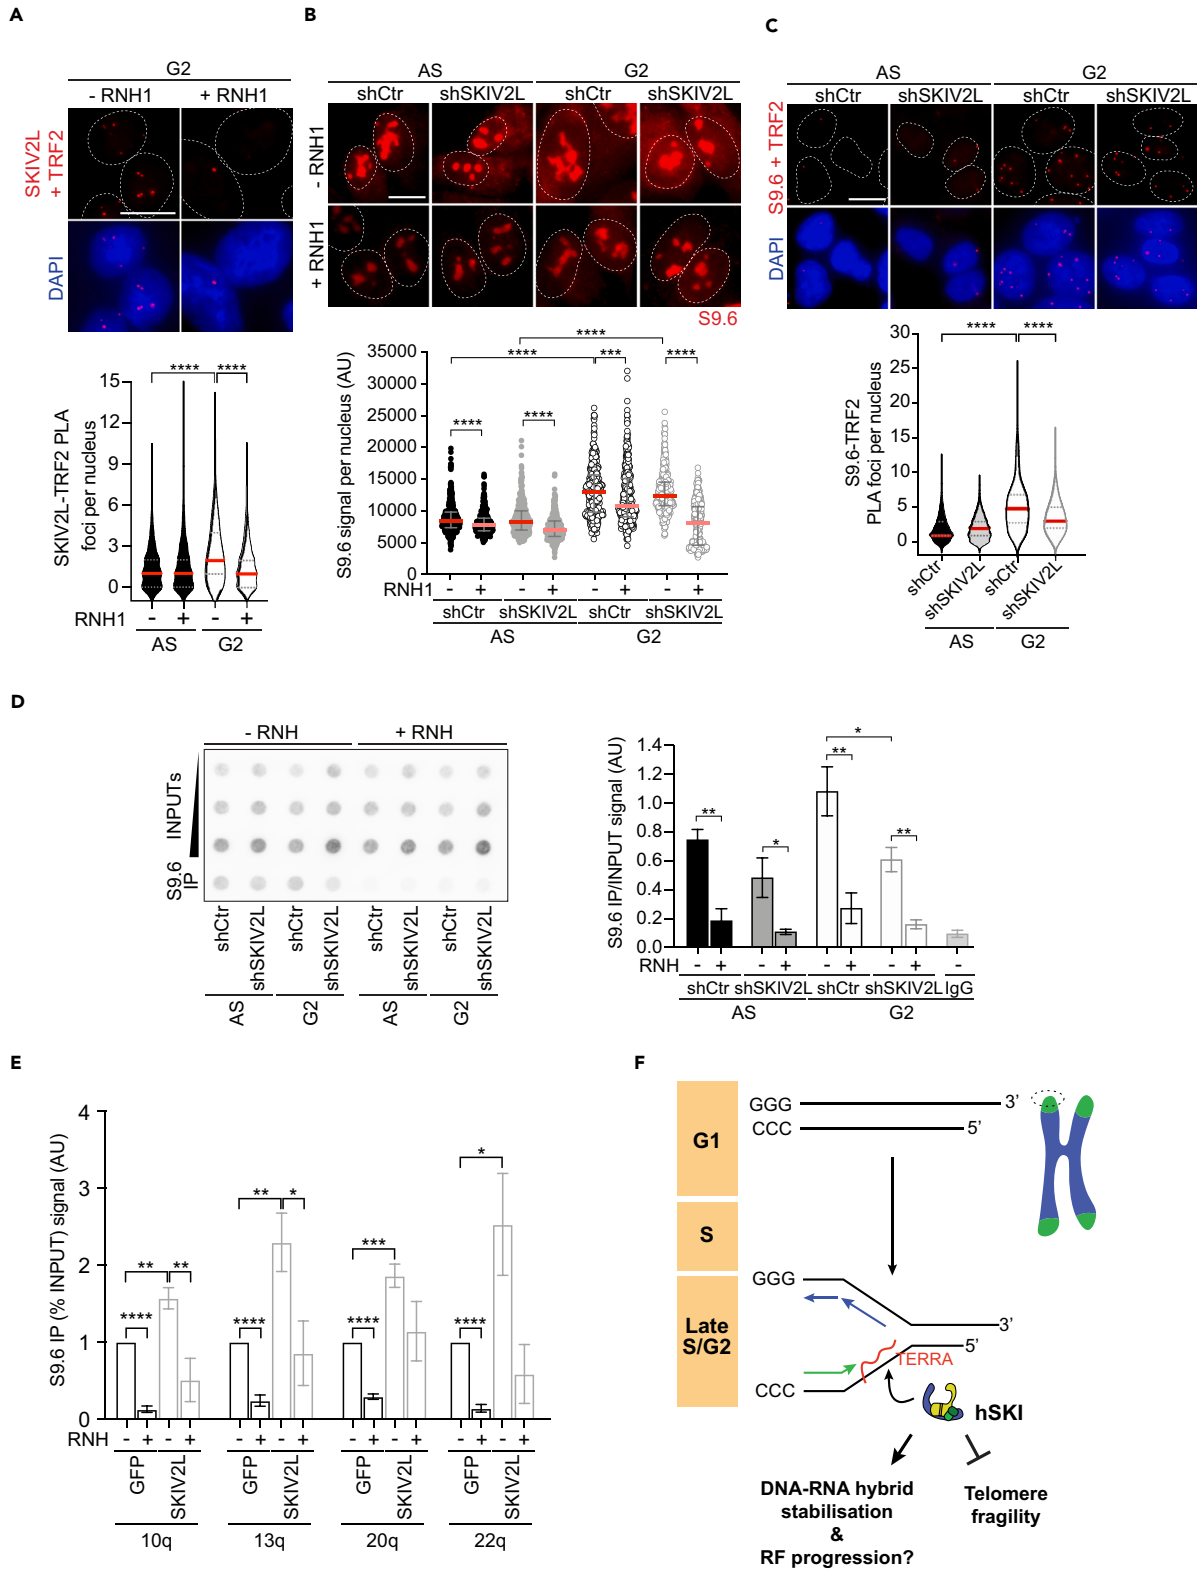 A
G2
- RNH1
+ RNH1
SKIV2L
+ TRF2
DAPI
SKIV2L-TRF2 PLA
foci per nucleus
15
12
9
6
3
0
****
****
RNH1
-
+
-
+
AS
G2
B
AS
G2
shCtr
shSKIV2L
shCtr
shSKIV2L
- RNH1
+ RNH1
S9.6
S9.6 signal per nucleus (AU)
35000
30000
25000
20000
15000
10000
5000
0
****
****
***
****
****
****
RNH1
-
+
-
+
-
+
-
+
shCtr
shSKIV2L
shCtr
shSKIV2L
AS
G2
C
AS
G2
shCtr
shSKIV2L
shCtr
shSKIV2L
S9.6 + TRF2
DAPI
S9.6-TRF2
PLA foci per nucleus
30
25
20
15
10
5
0
****
****
shCtr
shSKIV2L
shCtr
shSKIV2L
AS
G2
D
- RNH
+ RNH
INPUTs
S9.6
IP
shCtr
shSKIV2L
shCtr
shSKIV2L
shCtr
shSKIV2L
shCtr
shSKIV2L
AS
G2
AS
G2
S9.6 IP/INPUT signal (AU)
1.4
1.2
1.0
0.8
0.6
0.4
0.2
0.0
**
*
**
*
**
RNH
-
+
-
+
-
+
-
+
-
shCtr
shSKIV2L
shCtr
shSKIV2L
IgG
AS
G2
E
S9.6 IP (% INPUT) signal (AU)
4
3
2
1
0
****
**
**
****
**
*
****
***
****
*
RNH
-
+
-
+
-
+
-
+
-
+
-
+
-
+
-
+
GFP
SKIV2L
GFP
SKIV2L
GFP
SKIV2L
GFP
SKIV2L
10q
13q
20q
22q
F
G1
S
Late
S/G2
GGG
3’
CCC
5’
GGG
3’
5’
TERRA
CCC
hSKI
DNA-RNA hybrid
stabilisation
&
RF progression?
Telomere
fragility